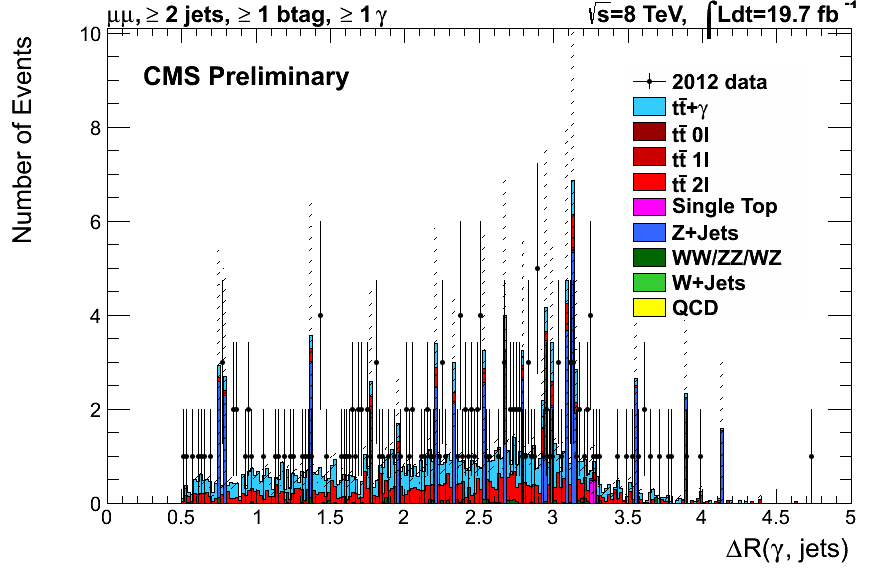 μμ, ≥ 2 jets, ≥ 1 btag, ≥ 1 γ
√s=8 TeV, ∫Ldt=19.7 fb⁻¹
CMS Preliminary
Number of Events
10
8
6
4
2
0
2012 data
tt̄+γ
tt̄ 0l
tt̄ 1l
tt̄ 2l
Single Top
Z+Jets
WW/ZZ/WZ
W+Jets
QCD
0 0.5 1 1.5 2 2.5 3 3.5 4 4.5 5
ΔR(γ, jets)